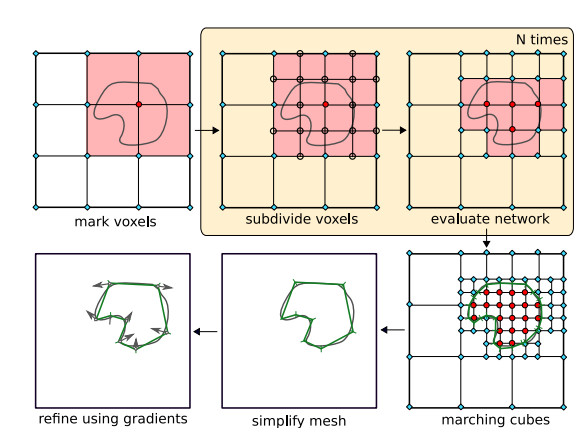 N times
mark voxels
subdivide voxels
evaluate network
refine using gradients
simplify mesh
marching cubes